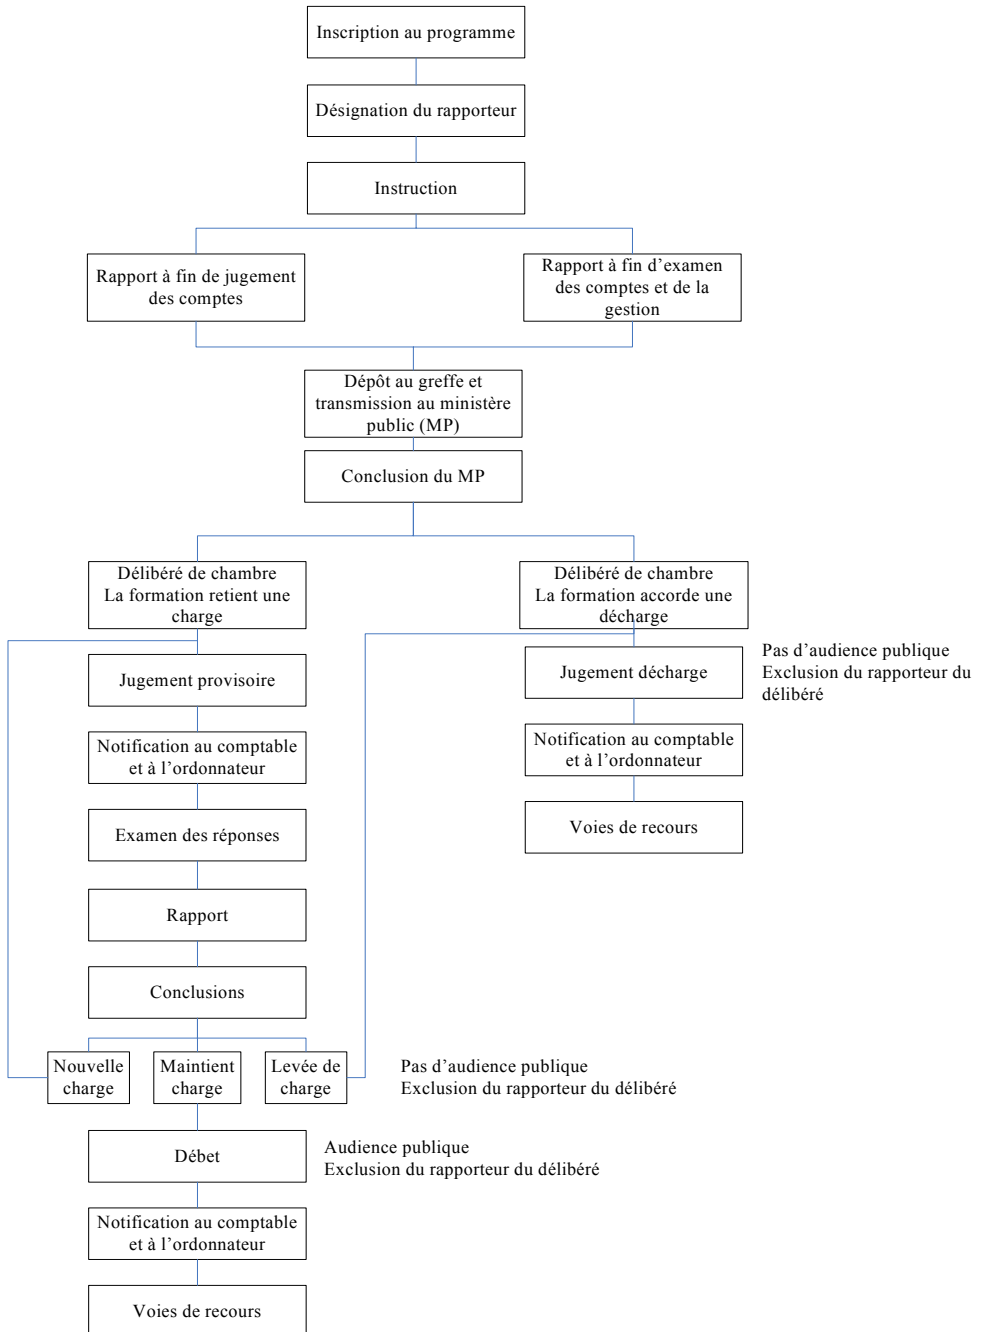 Inscription au programme
Désignation du rapporteur
Instruction
Rapport à fin de jugement
des comptes
Rapport à fin d’examen
des comptes et de la
gestion
Dépôt au greffe et
transmission au ministère
public (MP)
Conclusion du MP
Délibéré de chambre
La formation retient une
charge
Délibéré de chambre
La formation accorde une
décharge
Jugement provisoire
Jugement décharge
Pas d’audience publique
Exclusion du rapporteur du
délibéré
Notification au comptable
et à l’ordonnateur
Notification au comptable
et à l’ordonnateur
Examen des réponses
Voies de recours
Rapport
Conclusions
Nouvelle
charge
Maintient
charge
Levée de
charge
Pas d’audience publique
Exclusion du rapporteur du délibéré
Débet
Audience publique
Exclusion du rapporteur du délibéré
Notification au comptable
et à l’ordonnateur
Voies de recours